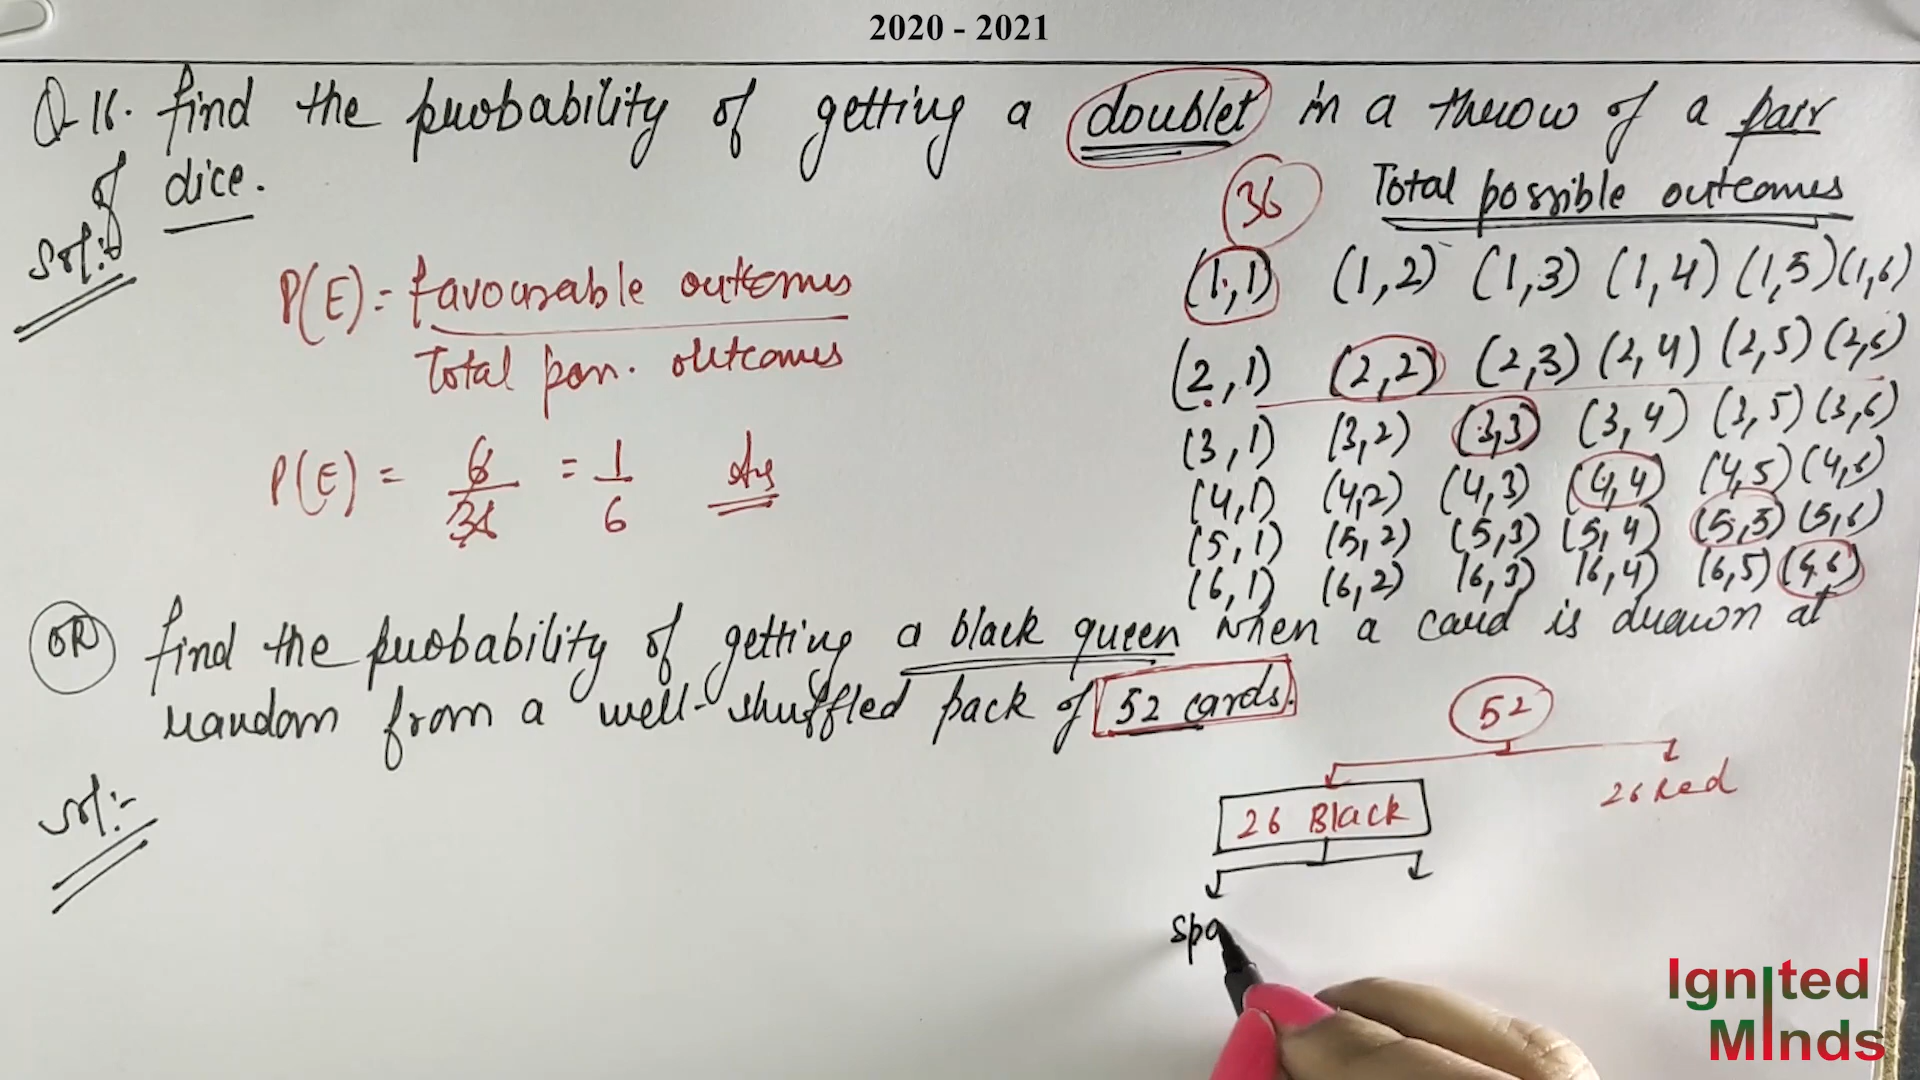 2020 - 2021
Q-16. find the probability of getting a doublet in a throw of a pair
of dice.
Sol:-
36
Total possible outcomes
(1,1) (1,2) (1,3) (1,4) (1,5) (1,6)
(2,1) (2,2) (2,3) (2,4) (2,5) (2,6)
(3,1) (3,2) (3,3) (3,4) (3,5) (3,6)
(4,1) (4,2) (4,3) (4,4) (4,5) (4,6)
(5,1) (5,2) (5,3) (5,4) (5,5) (5,6)
(6,1) (6,2) (6,3) (6,4) (6,5) (6,6)
P(E) = favourable outcomes
Total pos. outcomes
P(E) = 6/36 = 1/6 Ans
OR find the probability of getting a black queen when a card is drawn at
random from a well-shuffled pack of 52 cards.
Sol:-
52
26 Black
26 Red
Spa
Ignited
Minds